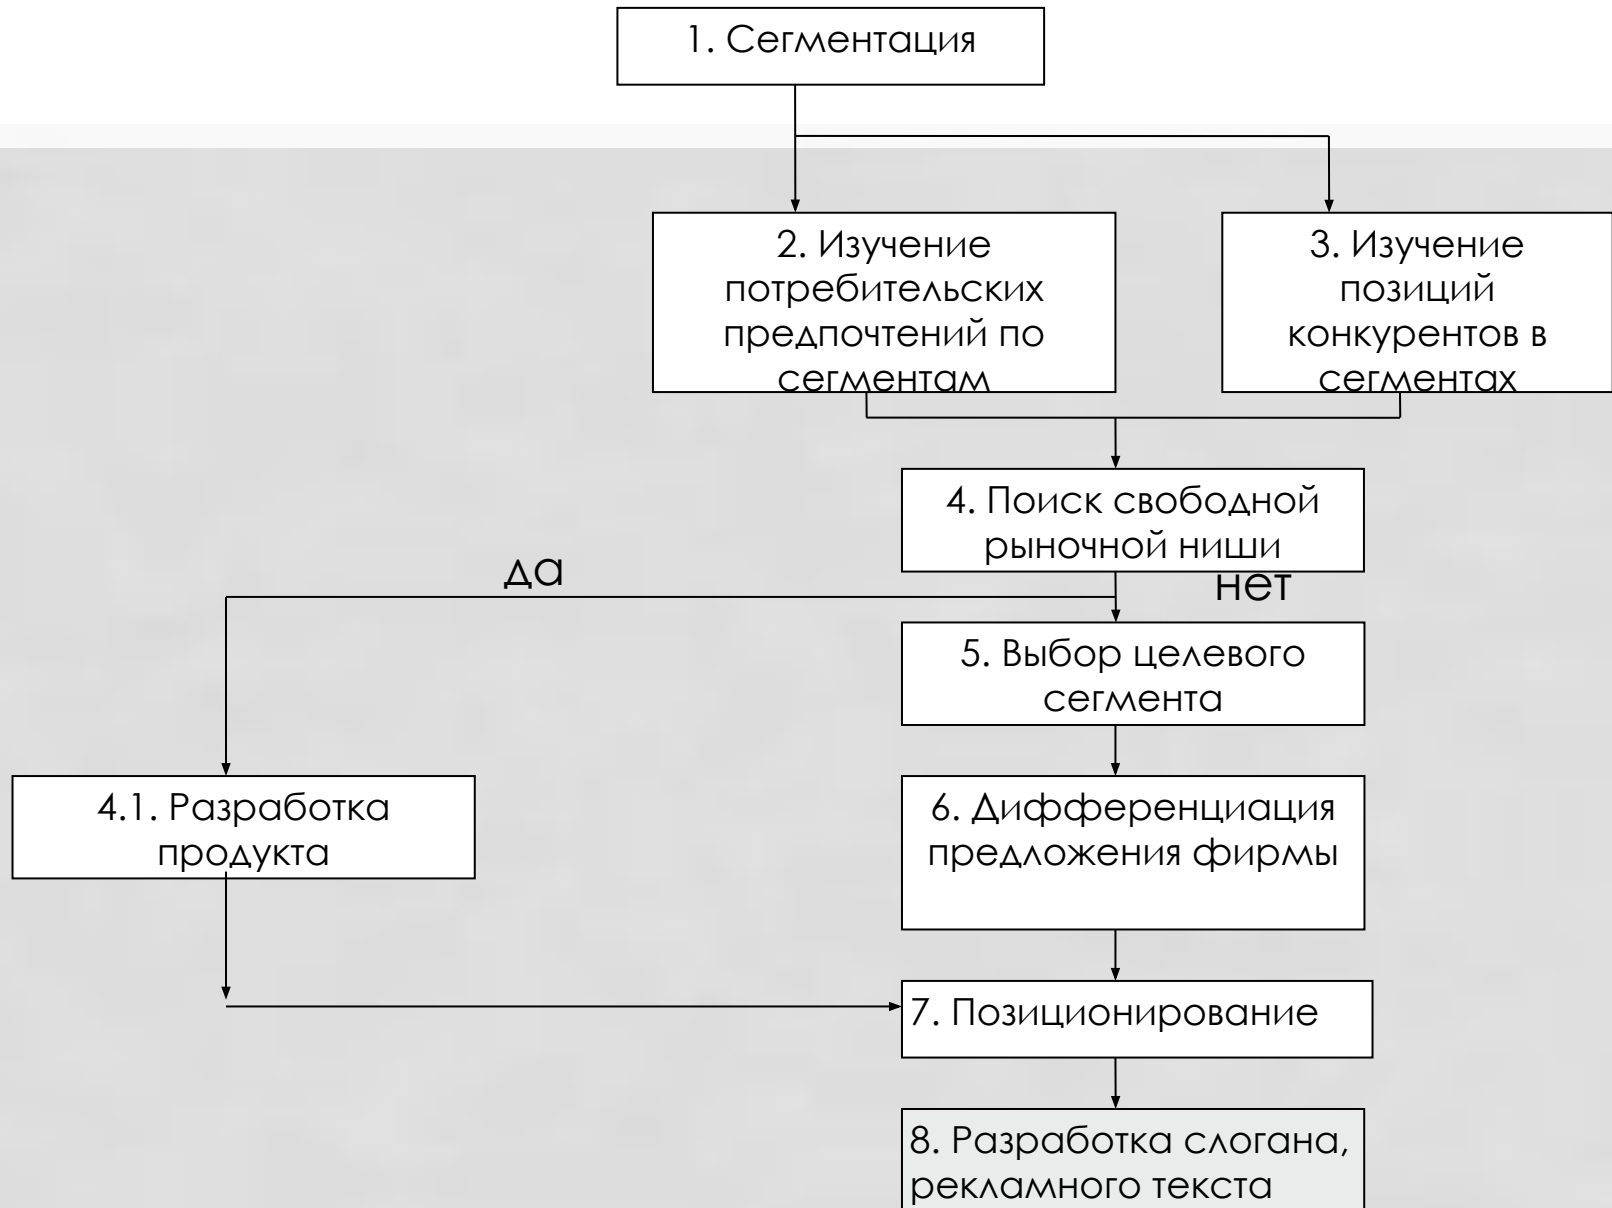 1. Сегментация
2. Изучение
потребительских
предпочтений по
сегментам
3. Изучение
позиций
конкурентов в
сегментах
4. Поиск свободной
рыночной ниши
да
нет
5. Выбор целевого
сегмента
4.1. Разработка
продукта
6. Дифференциация
предложения фирмы
7. Позиционирование
8. Разработка слогана,
рекламного текста